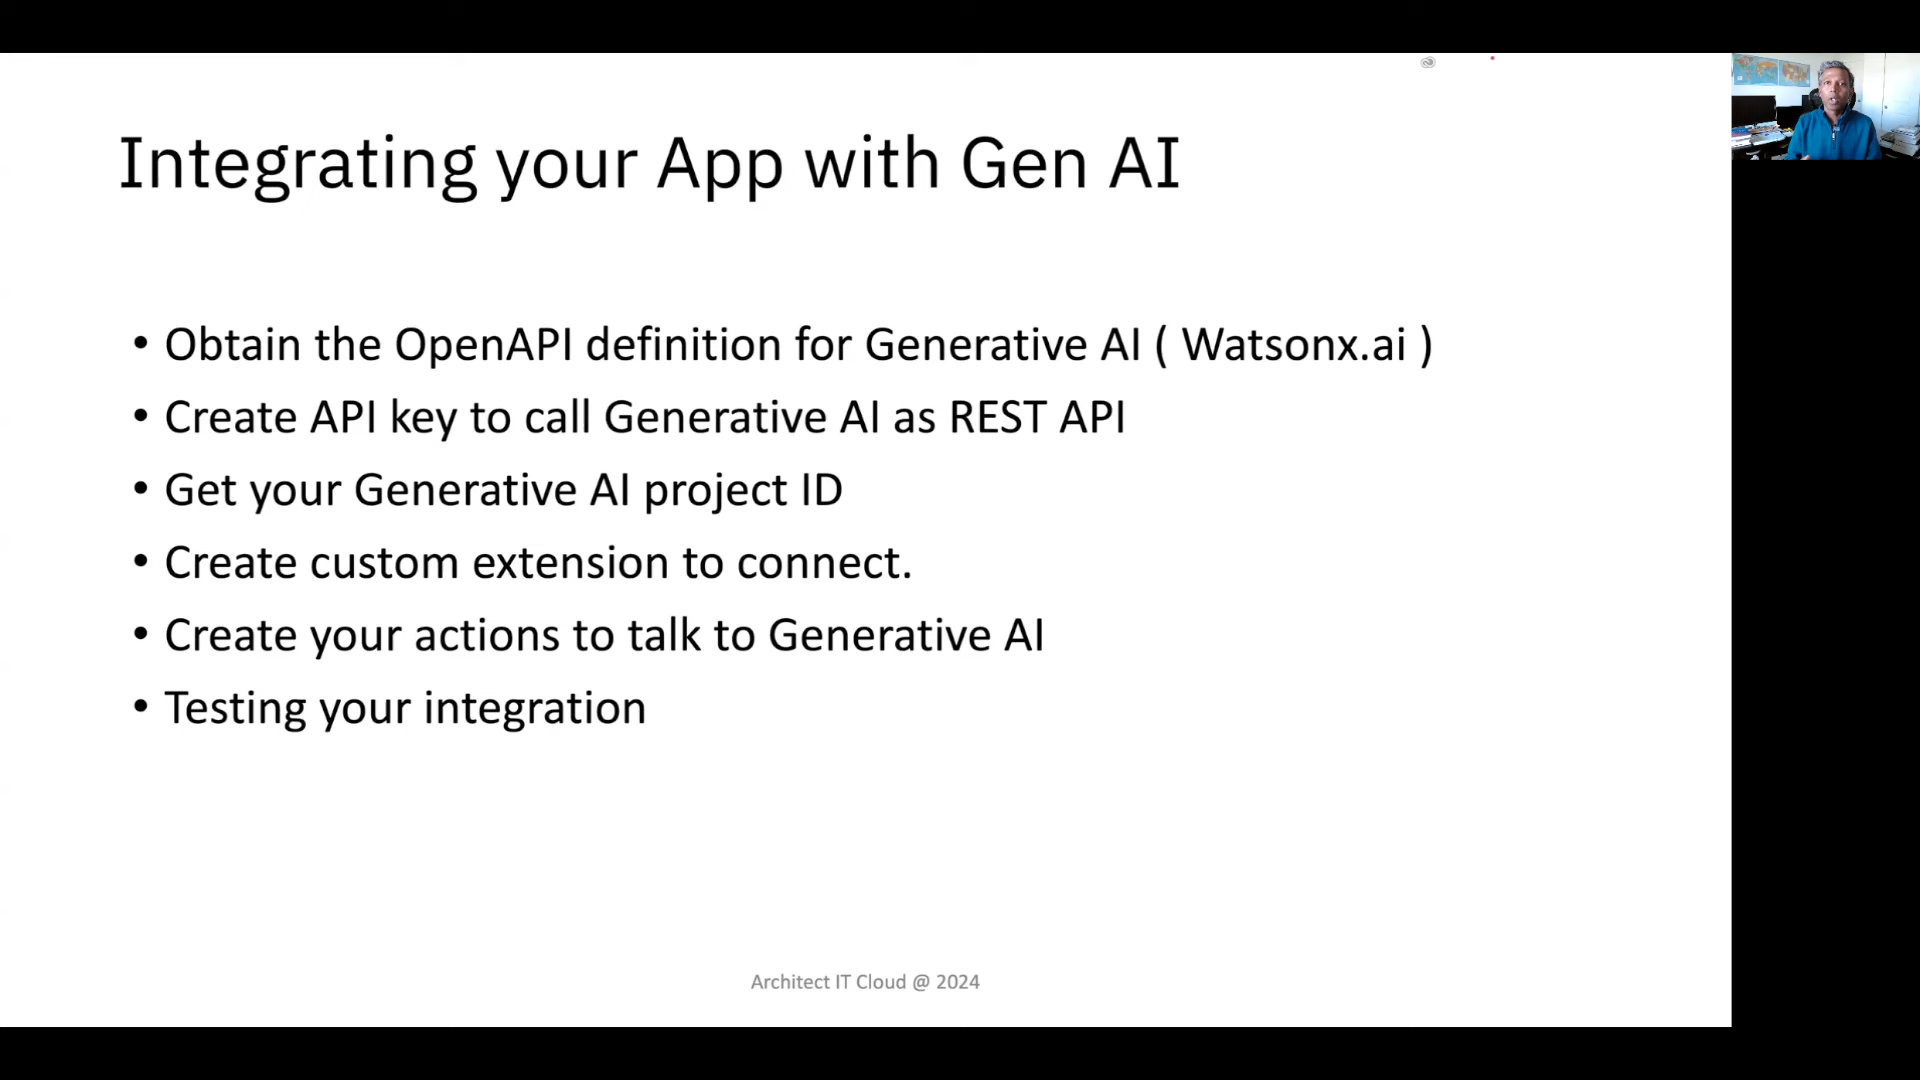 Integrating your App with Gen AI
• Obtain the OpenAPI definition for Generative AI ( Watsonx.ai )
• Create API key to call Generative AI as REST API
• Get your Generative AI project ID
• Create custom extension to connect.
• Create your actions to talk to Generative AI
• Testing your integration
Architect IT Cloud @ 2024